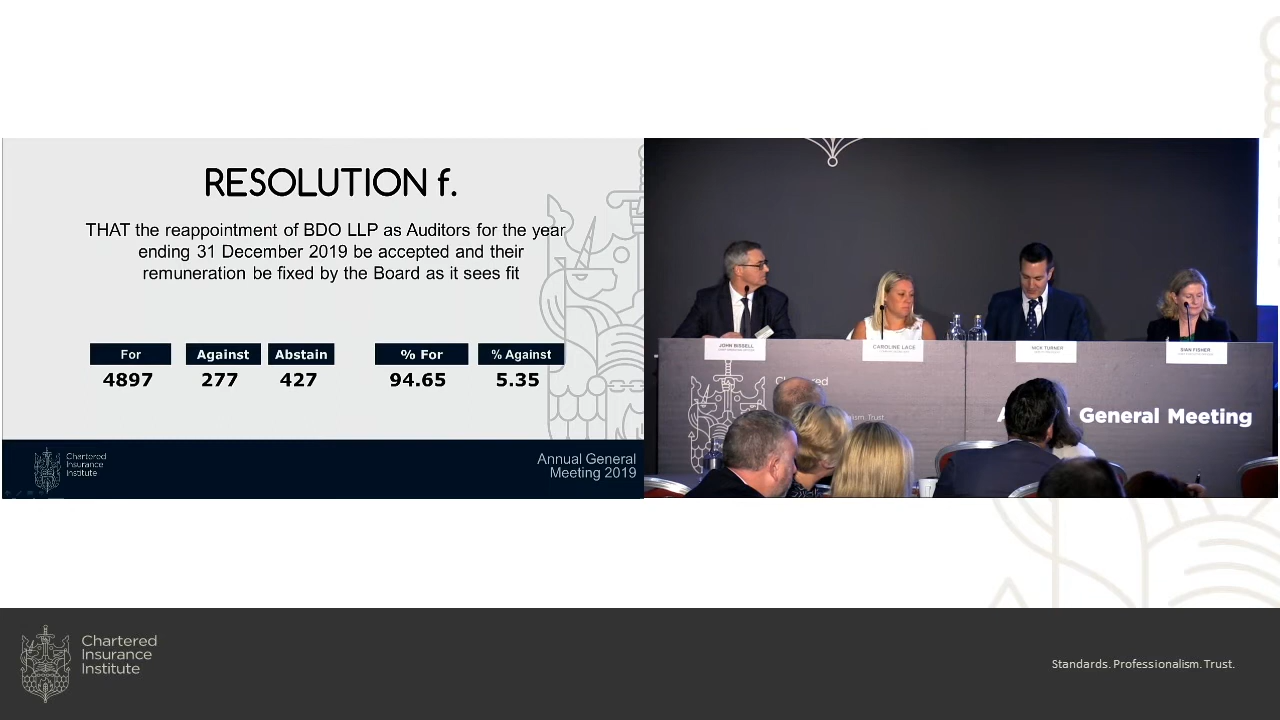 RESOLUTION f.
THAT the reappointment of BDO LLP as Auditors for the year
ending 31 December 2019 be accepted and their
remuneration be fixed by the Board as it sees fit
For Against Abstain % For % Against
4897 277 427 94.65 5.35
Chartered
Insurance
Institute
Annual General
Meeting 2019
JOHN BISSELL
CAROLINE LACE
NICK TURNER
SIAN FISHER
Chartered
Trust
General Meeting
Chartered
Insurance
Institute
Standards. Professionalism. Trust.